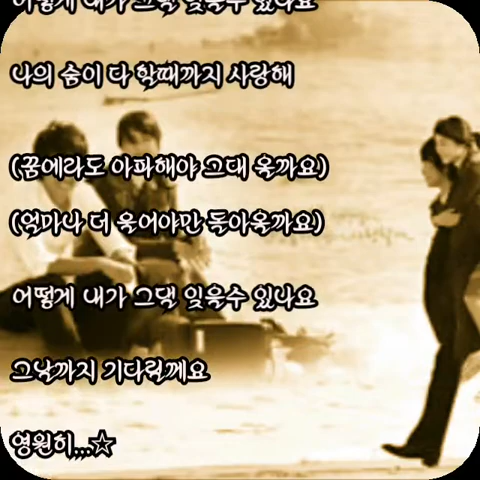 어떻게 내가 그댈 잊을수 있나요
나의 숨이 다 할때까지 사랑해
(꿈에라도 아파해야 그대 올까요)
(얼마나 더 울어야만 돌아올까요)
어떻게 내가 그댈 잊을수 있나요
그날까지 기다릴께요
영원히...☆